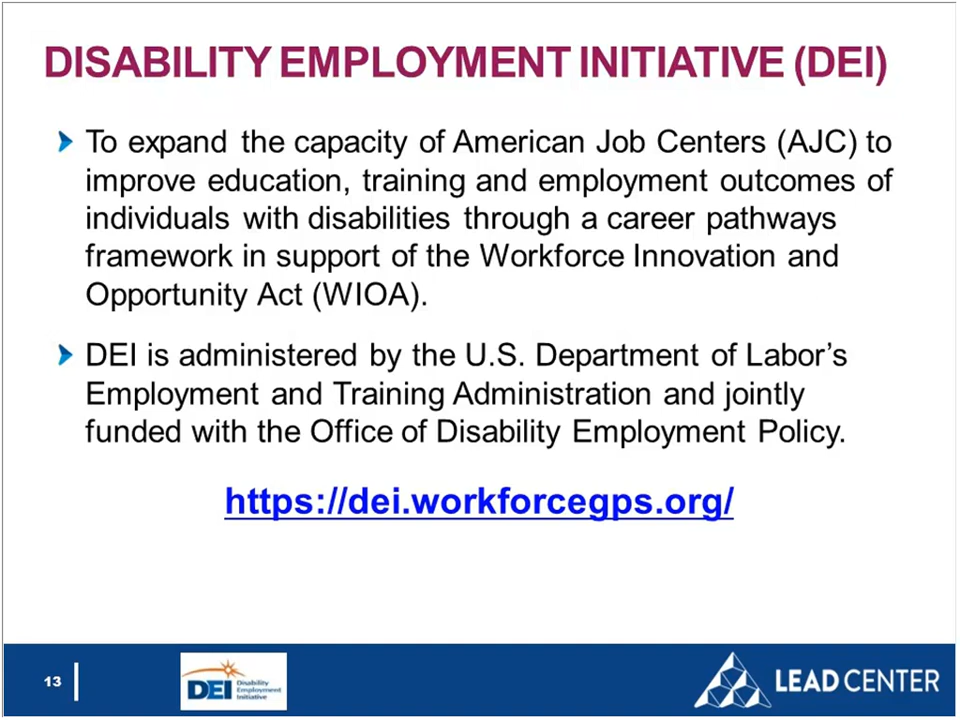 DISABILITY EMPLOYMENT INITIATIVE (DEI)
To expand the capacity of American Job Centers (AJC) to
improve education, training and employment outcomes of
individuals with disabilities through a career pathways
framework in support of the Workforce Innovation and
Opportunity Act (WIOA).
DEI is administered by the U.S. Department of Labor’s
Employment and Training Administration and jointly
funded with the Office of Disability Employment Policy.
https://dei.workforcegps.org/
13
DEI
Disability
Employment
Initiative
LEAD CENTER